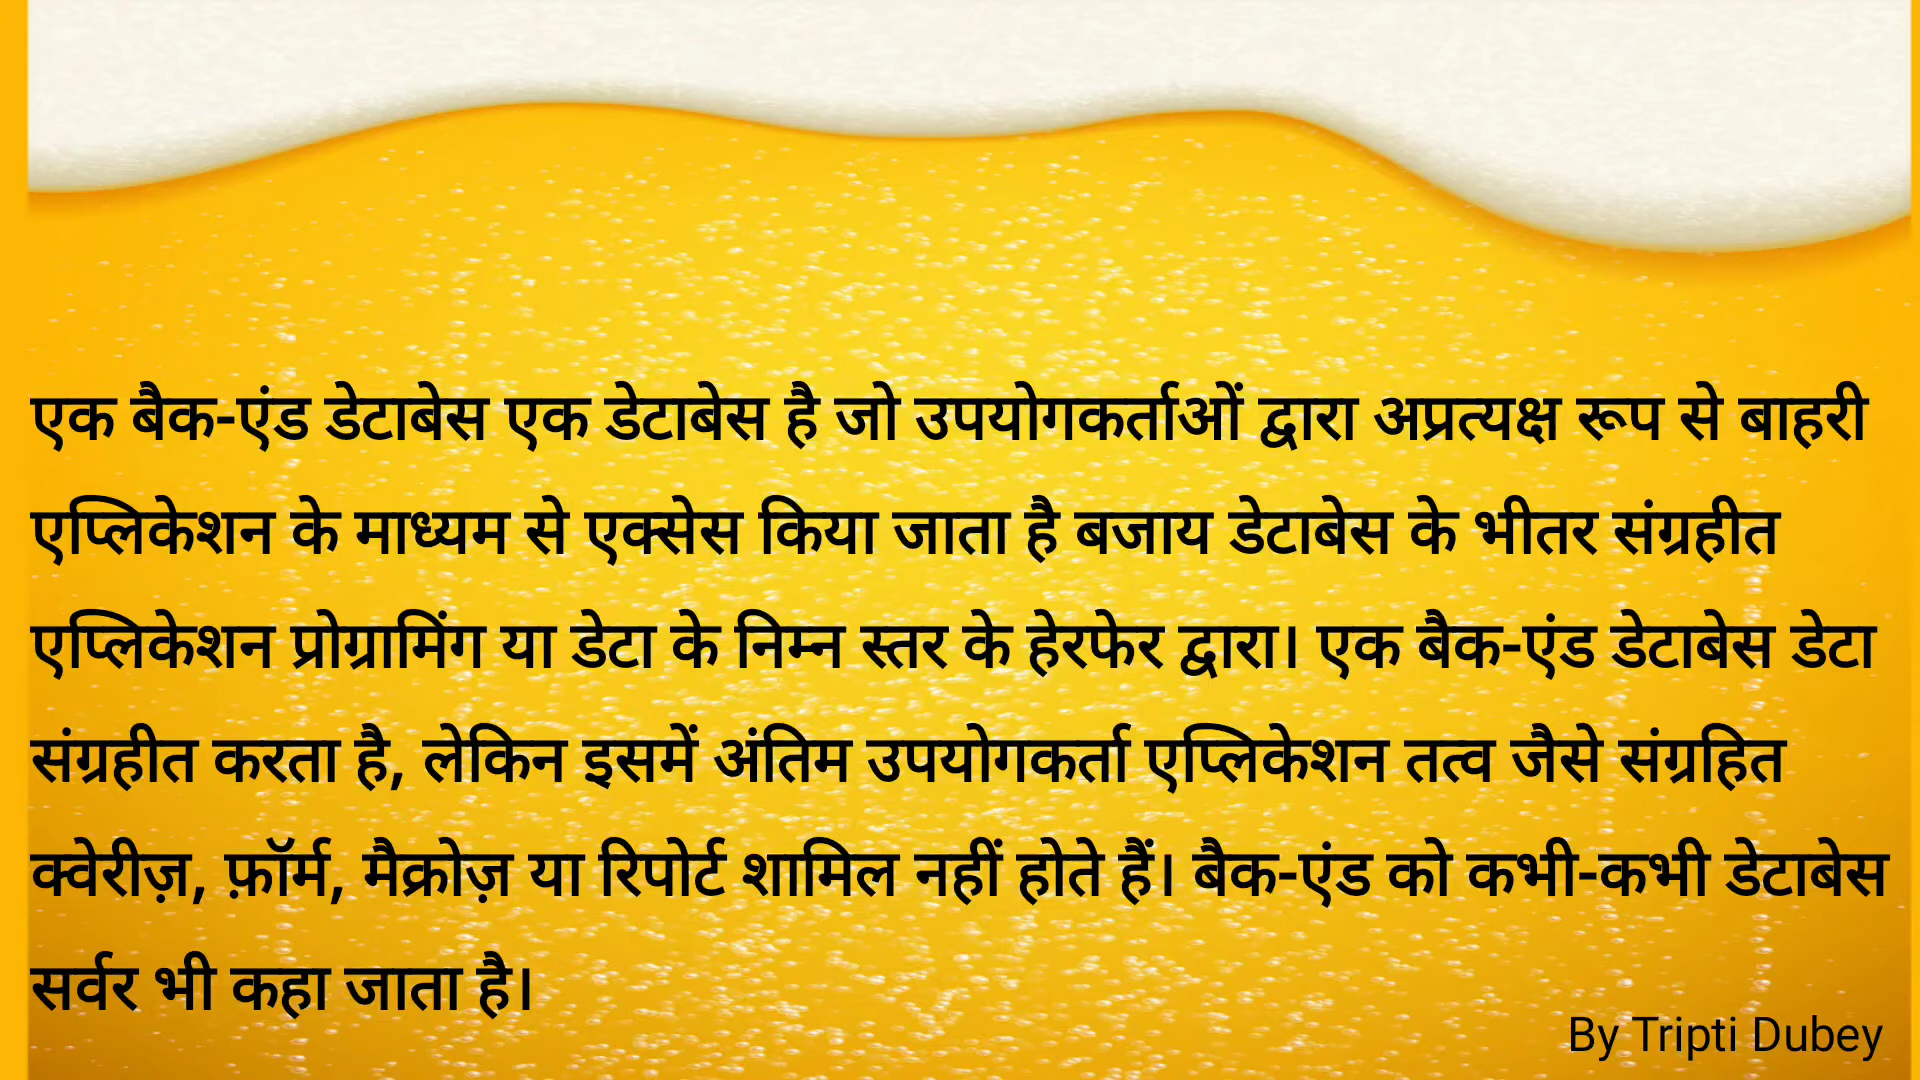 एक बैक-एंड डेटाबेस एक डेटाबेस है जो उपयोगकर्ताओं द्वारा अप्रत्यक्ष रूप से बाहरी
एप्लिकेशन के माध्यम से एक्सेस किया जाता है बजाय डेटाबेस के भीतर संग्रहीत
एप्लिकेशन प्रोग्रामिंग या डेटा के निम्न स्तर के हेरफेर द्वारा। एक बैक-एंड डेटाबेस डेटा
संग्रहीत करता है, लेकिन इसमें अंतिम उपयोगकर्ता एप्लिकेशन तत्व जैसे संग्रहित
क्वेरीज़, फ़ॉर्म, मैक्रोज़ या रिपोर्ट शामिल नहीं होते हैं। बैक-एंड को कभी-कभी डेटाबेस
सर्वर भी कहा जाता है।
By Tripti Dubey